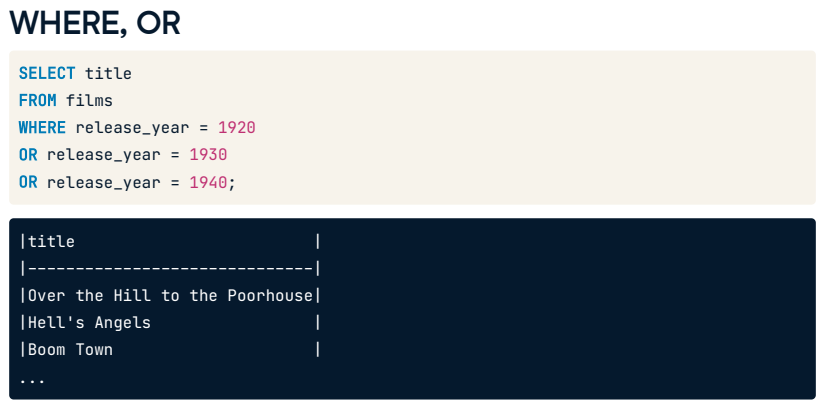 WHERE, OR
SELECT title
FROM films
WHERE release_year = 1920
OR release_year = 1930
OR release_year = 1940;
|title                         |
|------------------------------|
|Over the Hill to the Poorhouse|
|Hell's Angels                 |
|Boom Town                     |
...